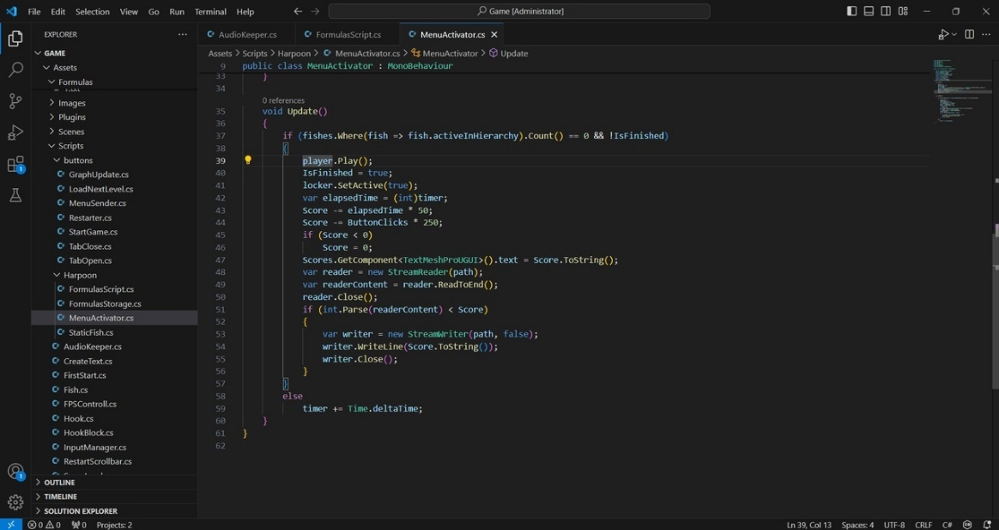 File Edit Selection View Go Run Terminal Help
Game [Administrator]
EXPLORER
GAME
Assets
Formulas
Images
Plugins
Scenes
Scripts
buttons
GraphUpdate.cs
LoadNextLevel.cs
MenuSender.cs
Restarter.cs
StartGame.cs
TabClose.cs
TabOpen.cs
Harpoon
FormulasScript.cs
FormulasStorage.cs
MenuActivator.cs
StaticFish.cs
AudioKeeper.cs
CreateText.cs
FirstStart.cs
Fish.cs
FPSControll.cs
Hook.cs
HookBlock.cs
InputManager.cs
RestartScrollbar.cs
OUTLINE
TIMELINE
SOLUTION EXPLORER
1
1
AudioKeeper.cs FormulasScript.cs MenuActivator.cs
Assets > Scripts > Harpoon > MenuActivator.cs > MenuActivator > Update
9 public class MenuActivator : MonoBehaviour
33 }
34
0 references
35 void Update()
36 {
37 if (fishes.Where(fish => fish.activeInHierarchy).Count() == 0 && !IsFinished)
38 {
39 player.Play();
40 IsFinished = true;
41 locker.SetActive(true);
42 var elapsedTime = (int)timer;
43 Score -= elapsedTime * 50;
44 Score -= ButtonClicks * 250;
45 if (Score < 0)
46 Score = 0;
47 Scores.GetComponent<TextMeshProUGUI>().text = Score.ToString();
48 var reader = new StreamReader(path);
49 var readerContent = reader.ReadToEnd();
50 reader.Close();
51 if (int.Parse(readerContent) < Score)
52 {
53 var writer = new StreamWriter(path, false);
54 writer.WriteLine(Score.ToString());
55 writer.Close();
56 }
57 }
58 else
59 timer += Time.deltaTime;
60 }
61 }
62
0 0 0 Projects: 2 Ln 39, Col 13 Spaces: 4 UTF-8 CRLF C#